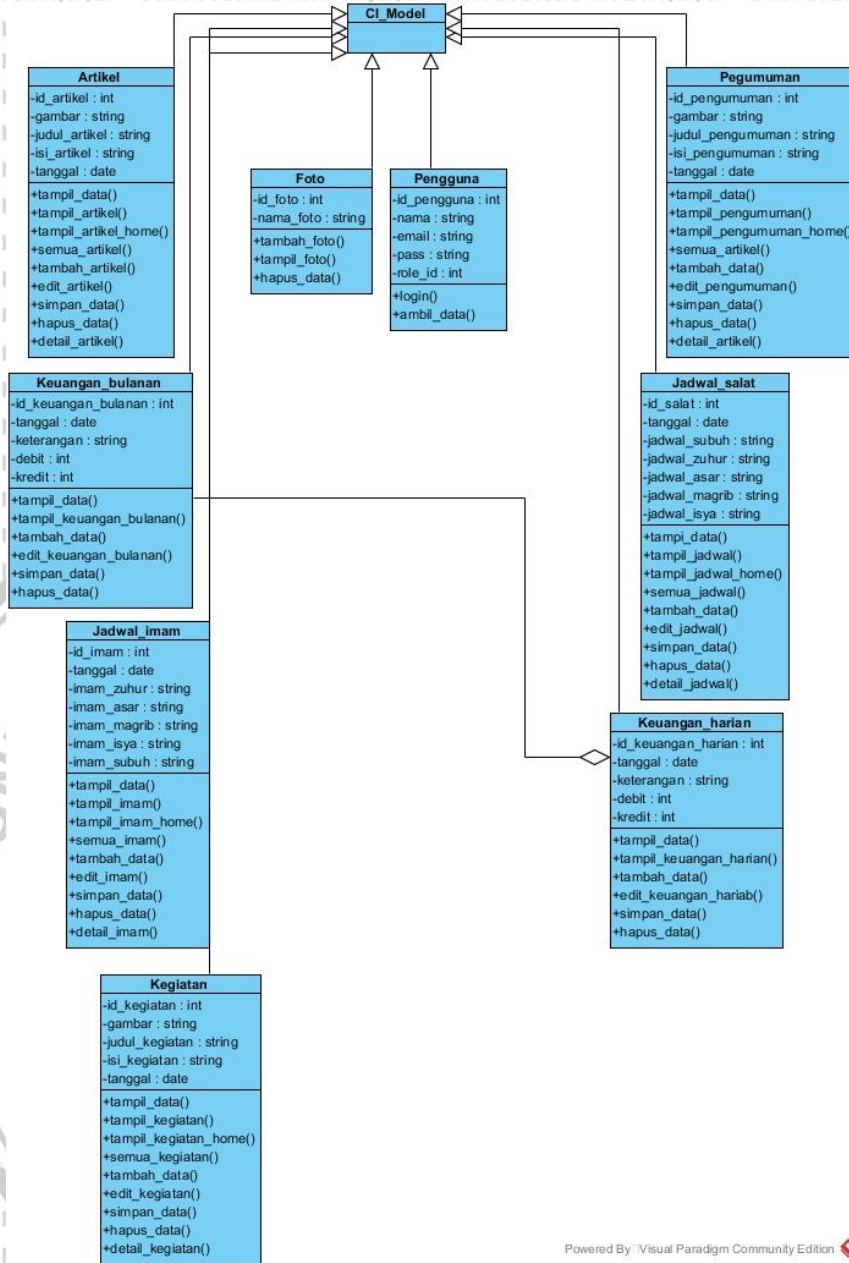 CI_Model
Artikel
-id_artikel : int
-gambar : string
-judul_artikel : string
-isi_artikel : string
-tanggal : date
+tampil_data()
+tampil_artikel()
+tampil_artikel_home()
+semua_artikel()
+tambah_artikel()
+edit_artikel()
+simpan_data()
+hapus_data()
+detail_artikel()
Foto
-id_foto : int
-nama_foto : string
+tambah_foto()
+tampil_foto()
+hapus_data()
Pengguna
-id_pengguna : int
-nama : string
-email : string
-pass : string
-role_id : int
+login()
+ambil_data()
Pegumuman
-id_pengumuman : int
-gambar : string
-judul_pengumuman : string
-isi_pengumuman : string
-tanggal : date
+tampil_data()
+tampil_pengumuman()
+tampil_pengumuman_home()
+semua_artikel()
+tambah_data()
+edit_pengumuman()
+simpan_data()
+hapus_data()
+detail_artikel()
Keuangan_bulanan
-id_keuangan_bulanan : int
-tanggal : date
-keterangan : string
-debit : int
-kredit : int
+tampil_data()
+tampil_keuangan_bulanan()
+tambah_data()
+edit_keuangan_bulanan()
+simpan_data()
+hapus_data()
Jadwal_salat
-id_salat : int
-tanggal : date
-jadwal_subuh : string
-jadwal_zuhur : string
-jadwal_asar : string
-jadwal_magrib : string
-jadwal_isya : string
+tampi_data()
+tampil_jadwal()
+tampil_jadwal_home()
+semua_jadwal()
+tambah_data()
+edit_jadwal()
+simpan_data()
+hapus_data()
+detail_jadwal()
Jadwal_imam
-id_imam : int
-tanggal : date
-imam_zuhur : string
-imam_asar : string
-imam_magrib : string
-imam_isya : string
-imam_subuh : string
+tampil_data()
+tampil_imam()
+tampil_imam_home()
+semua_imam()
+tambah_data()
+edit_imam()
+simpan_data()
+hapus_data()
+detail_imam()
Keuangan_harian
-id_keuangan_harian : int
-tanggal : date
-keterangan : string
-debit : int
-kredit : int
+tampil_data()
+tampil_keuangan_harian()
+tambah_data()
+edit_keuangan_hariab()
+simpan_data()
+hapus_data()
Kegiatan
-id_kegiatan : int
-gambar : string
-judul_kegiatan : string
-isi_kegiatan : string
-tanggal : date
+tampil_data()
+tampil_kegiatan()
+tampil_kegiatan_home()
+semua_kegiatan()
+tambah_data()
+edit_kegiatan()
+simpan_data()
+hapus_data()
+detail_kegiatan()
Powered By Visual Paradigm Community Edition